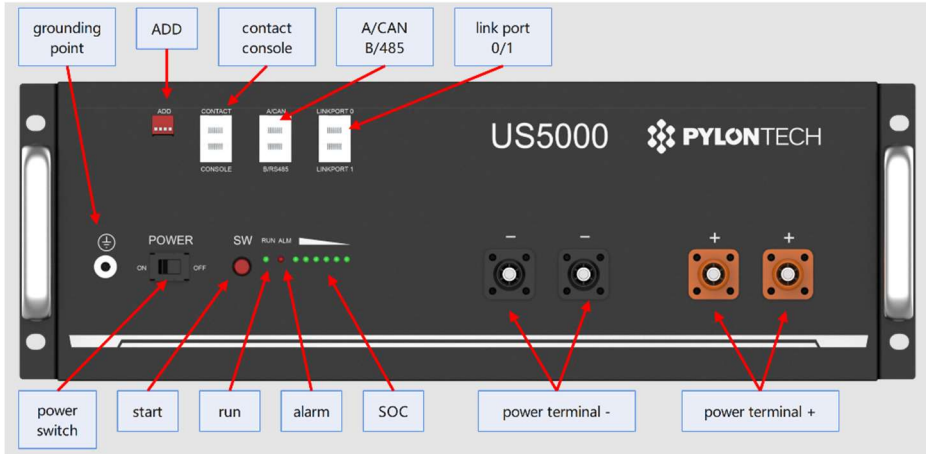 grounding
point
ADD
contact
console
A/CAN
B/485
link port
0/1
ADD
CONTACT
A/CAN
LINKPORT 0
CONSOLE
B/RS485
LINKPORT 1
US5000
PYLONTECH
POWER
ON
OFF
SW
RUN
ALM
−
−
+
+
power
switch
start
run
alarm
SOC
power terminal -
power terminal +